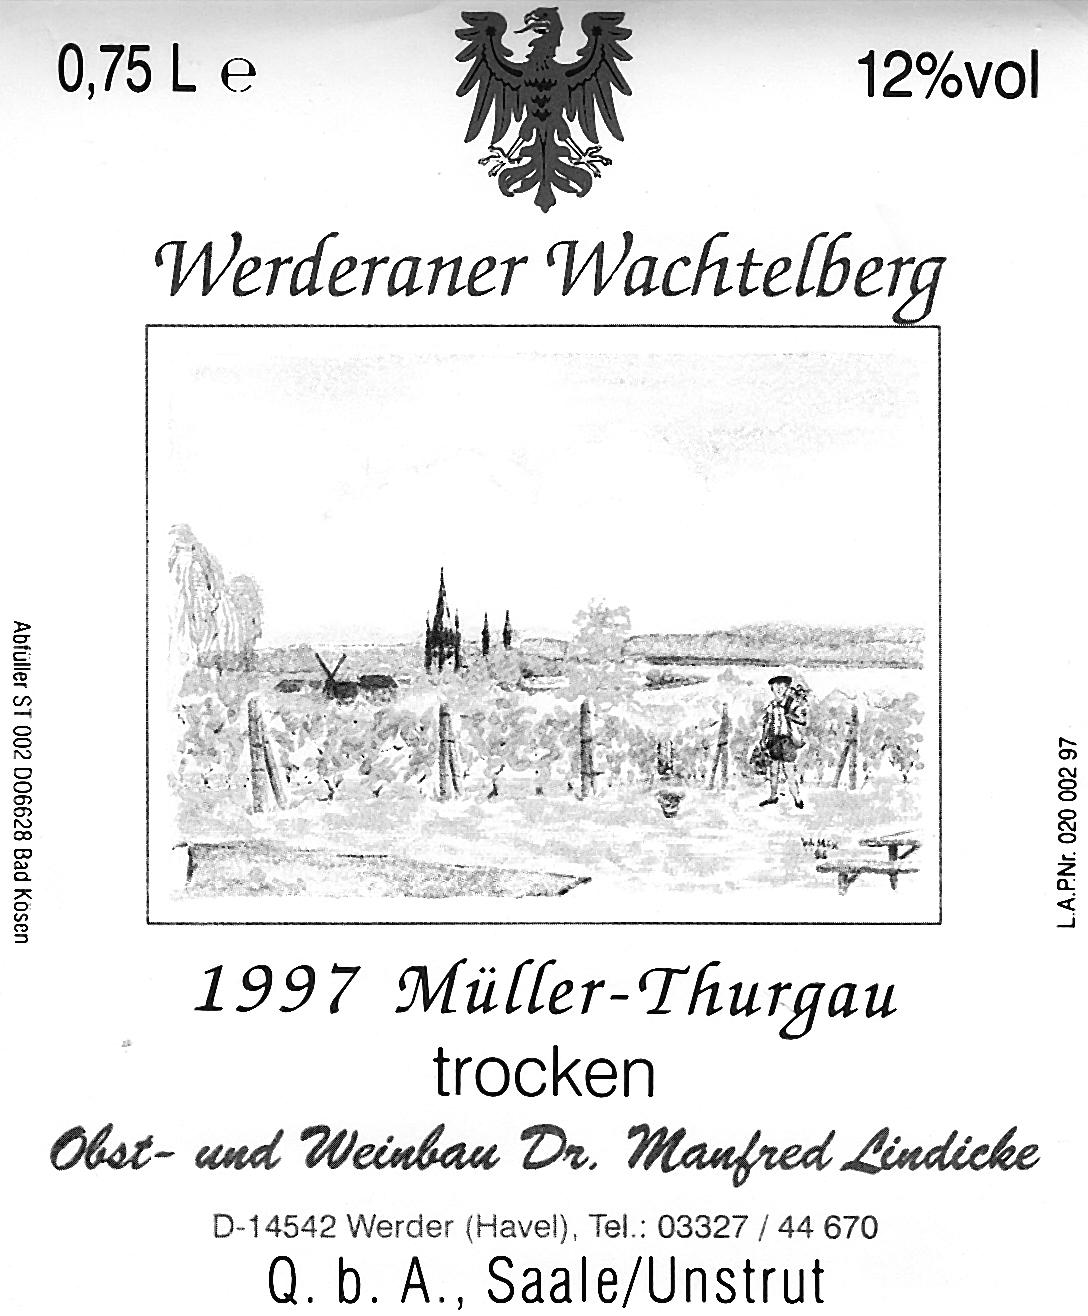 0,75 L ℮
12%vol
Werderaner Wachtelberg
1997 Müller-Thurgau
trocken
Obst- und Weinbau Dr. Manfred Lindicke
D-14542 Werder (Havel), Tel.: 03327 / 44 670
Q. b. A., Saale/Unstrut
Abfüller ST 002 DO6628 Bad Kösen
L.A.P.Nr. 020 002 97